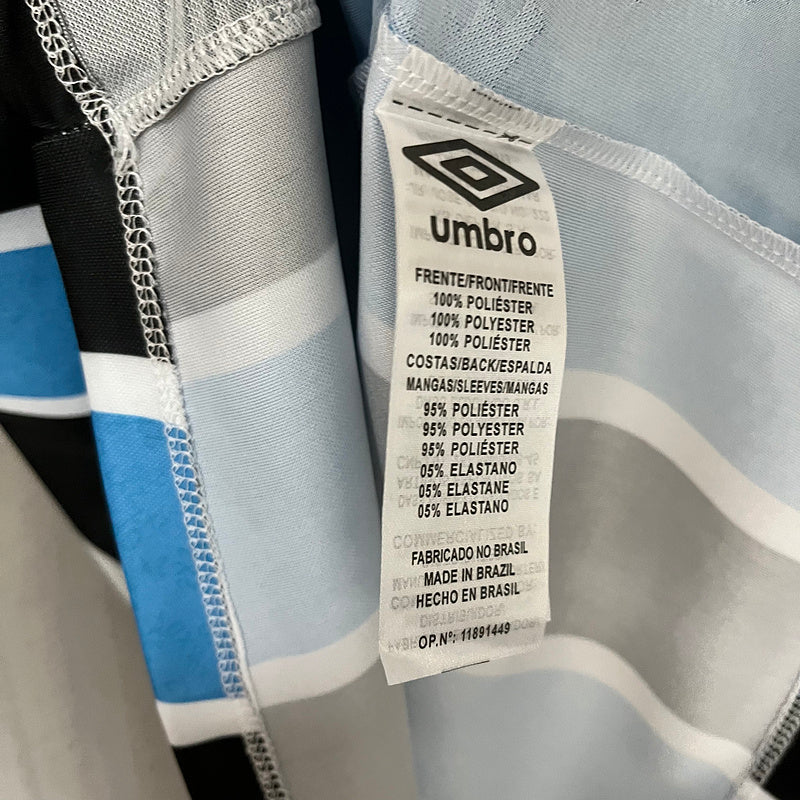 umbro
FRENTE/FRONT/FRENTE
100% POLIÉSTER
100% POLYESTER
100% POLIÉSTER
COSTAS/BACK/ESPALDA
MANGAS/SLEEVES/MANGAS
95% POLIÉSTER
95% POLYESTER
95% POLIÉSTER
05% ELASTANO
05% ELASTANE
05% ELASTANO
FABRICADO NO BRASIL
MADE IN BRAZIL
HECHO EN BRASIL
OP.Nº: 11891449